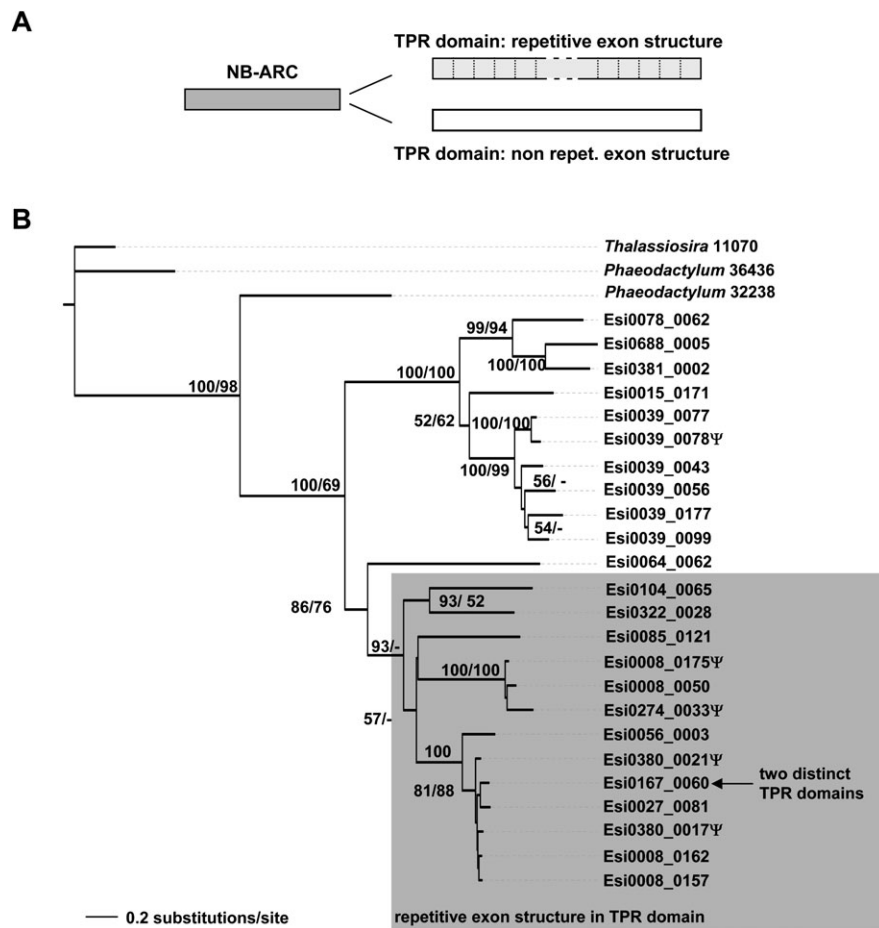 A
TPR domain: repetitive exon structure
NB-ARC
TPR domain: non repet. exon structure
B
Thalassiosira 11070
Phaeodactylum 36436
Phaeodactylum 32238
99/94
Esi0078_0062
Esi0688_0005
100/100
Esi0381_0002
100/98
100/100
Esi0015_0171
52/62
100/100
Esi0039_0077
Esi0039_0078Ψ
100/99
Esi0039_0043
100/69
56/ -
Esi0039_0056
Esi0039_0177
54/-
Esi0039_0099
Esi0064_0062
86/76
Esi0104_0065
93/ 52
Esi0322_0028
93/-
Esi0085_0121
100/100
Esi0008_0175Ψ
Esi0008_0050
57/-
Esi0274_0033Ψ
Esi0056_0003
100
Esi0380_0021Ψ
81/88
Esi0167_0060
two distinct
TPR domains
Esi0027_0081
Esi0380_0017Ψ
Esi0008_0162
Esi0008_0157
0.2 substitutions/site
repetitive exon structure in TPR domain